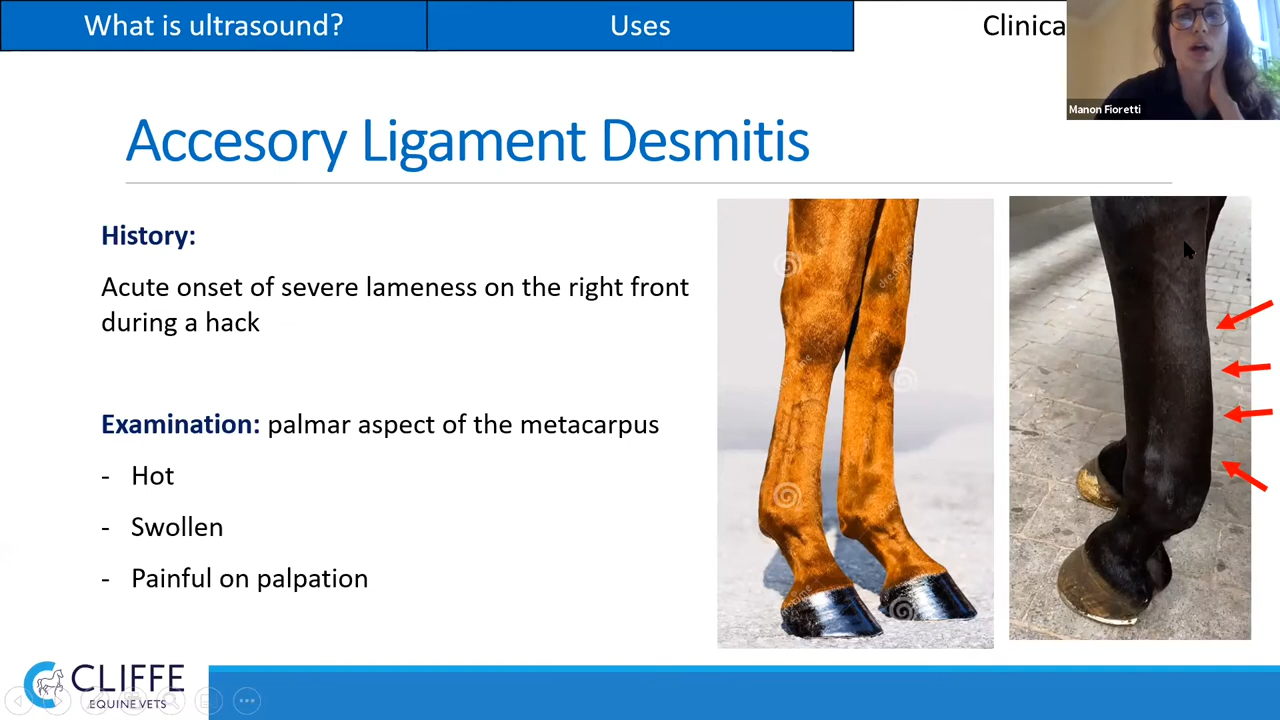 What is ultrasound?
Uses
Clinica
Manon Fioretti
Accesory Ligament Desmitis
History:
Acute onset of severe lameness on the right front
during a hack
Examination: palmar aspect of the metacarpus
- Hot
- Swollen
- Painful on palpation
CLIFFE
EQUINE VETS